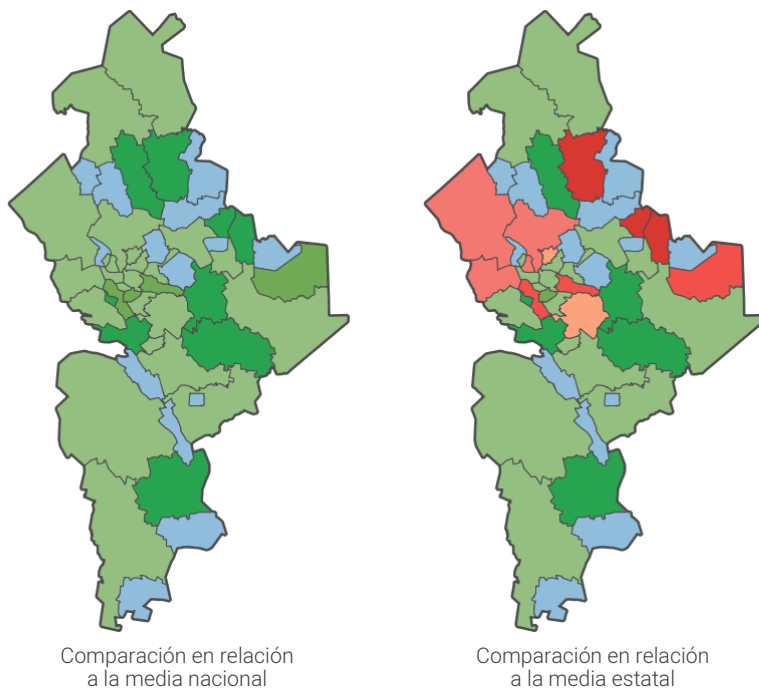 Comparación en relación
a la media nacional
Comparación en relación
a la media estatal